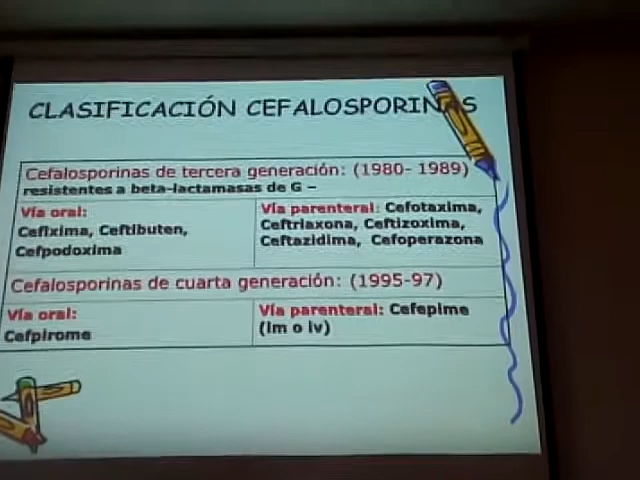 CLASIFICACIÓN CEFALOSPORINAS
Cefalosporinas de tercera generación: (1980- 1989)
resistentes a beta-lactamasas de G –
Vía oral:
Cefixima, Ceftibuten,
Cefpodoxima
Vía parenteral: Cefotaxima,
Ceftriaxona, Ceftizoxima,
Ceftazidima, Cefoperazona
Cefalosporinas de cuarta generación: (1995-97)
Vía oral:
Cefpirome
Vía parenteral: Cefepime
(im o iv)